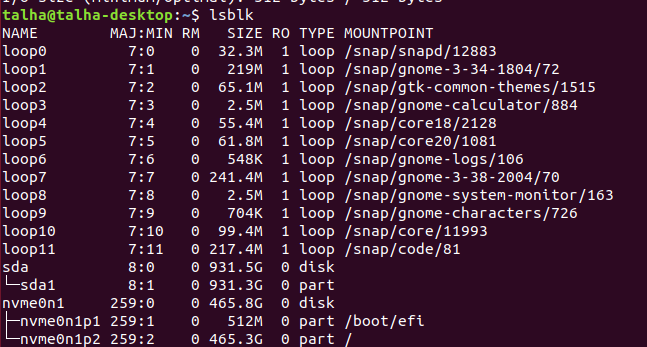 talha@talha-desktop:~$ lsblk
NAME        MAJ:MIN RM   SIZE RO TYPE MOUNTPOINT
loop0         7:0    0  32.3M  1 loop /snap/snapd/12883
loop1         7:1    0   219M  1 loop /snap/gnome-3-34-1804/72
loop2         7:2    0  65.1M  1 loop /snap/gtk-common-themes/1515
loop3         7:3    0   2.5M  1 loop /snap/gnome-calculator/884
loop4         7:4    0  55.4M  1 loop /snap/core18/2128
loop5         7:5    0  61.8M  1 loop /snap/core20/1081
loop6         7:6    0   548K  1 loop /snap/gnome-logs/106
loop7         7:7    0 241.4M  1 loop /snap/gnome-3-38-2004/70
loop8         7:8    0   2.5M  1 loop /snap/gnome-system-monitor/163
loop9         7:9    0   704K  1 loop /snap/gnome-characters/726
loop10        7:10   0  99.4M  1 loop /snap/core/11993
loop11        7:11   0 217.4M  1 loop /snap/code/81
sda           8:0    0 931.5G  0 disk
└─sda1        8:1    0 931.3G  0 part
nvme0n1     259:0    0 465.8G  0 disk
├─nvme0n1p1 259:1    0   512M  0 part /boot/efi
└─nvme0n1p2 259:2    0 465.3G  0 part /